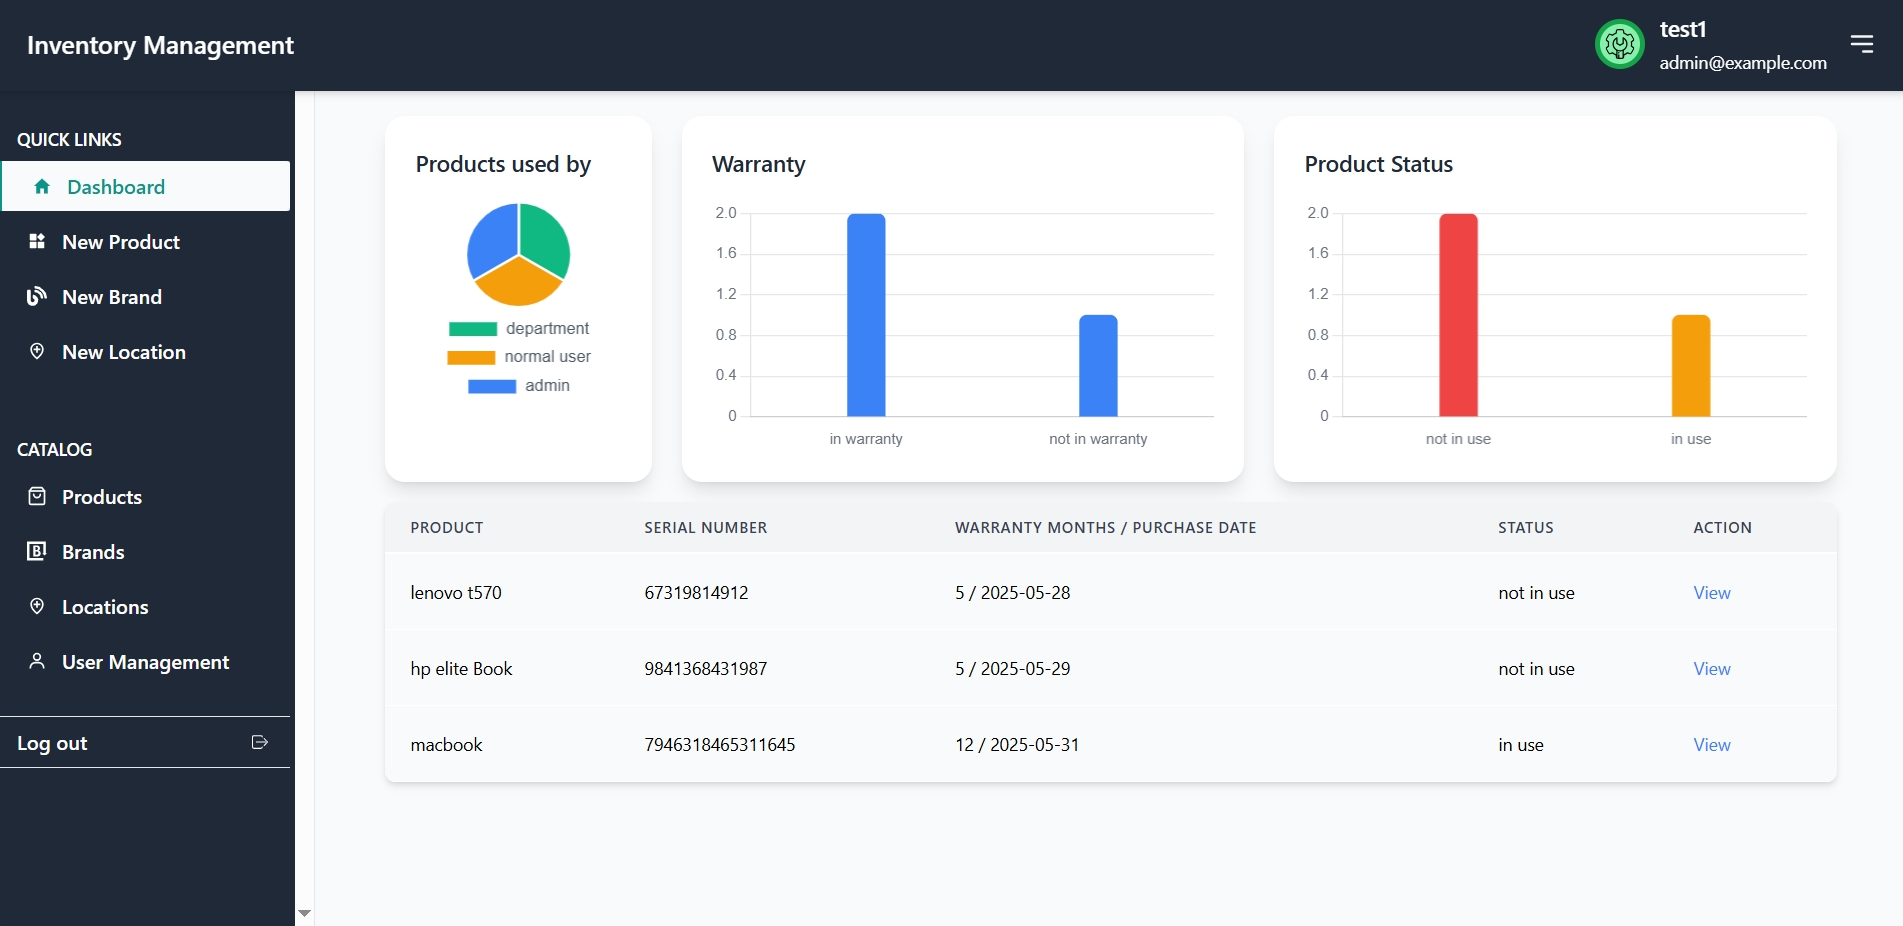 Inventory Management
test1
admin@example.com
QUICK LINKS
Dashboard
New Product
New Brand
New Location
CATALOG
Products
Brands
Locations
User Management
Log out
Products used by
department
normal user
admin
Warranty
2.0
1.6
1.2
0.8
0.4
0
in warranty not in warranty
Product Status
2.0
1.6
1.2
0.8
0.4
0
not in use in use
PRODUCT SERIAL NUMBER WARRANTY MONTHS / PURCHASE DATE STATUS ACTION
lenovo t570 67319814912 5 / 2025-05-28 not in use View
hp elite Book 9841368431987 5 / 2025-05-29 not in use View
macbook 7946318465311645 12 / 2025-05-31 in use View